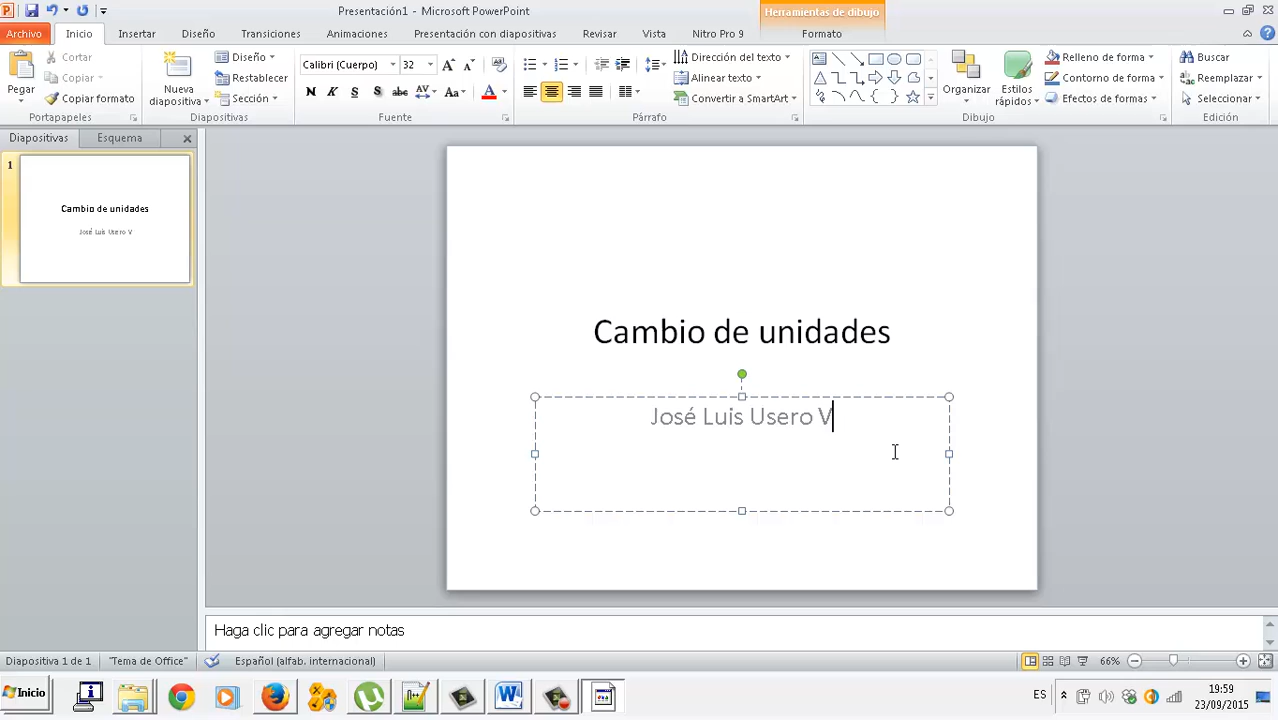 Presentación1 - Microsoft PowerPoint
Herramientas de dibujo
Archivo Inicio Insertar Diseño Transiciones Animaciones Presentación con diapositivas Revisar Vista Nitro Pro 9 Formato
Pegar
Cortar
Copiar
Copiar formato
Portapapeles
Nueva diapositiva
Diseño
Restablecer
Sección
Diapositivas
Calibri (Cuerpo) 32
N K S S abc AV Aa A
Fuente
Dirección del texto
Alinear texto
Convertir a SmartArt
Párrafo
Organizar
Estilos rápidos
Relleno de forma
Contorno de forma
Efectos de formas
Dibujo
Buscar
Reemplazar
Seleccionar
Edición
Diapositivas Esquema
1
Cambio de unidades
José Luis Usero V
Cambio de unidades
José Luis Usero V
Haga clic para agregar notas
Diapositiva 1 de 1 "Tema de Office" Español (alfab. internacional) 66%
Inicio ES 19:59
23/09/2015